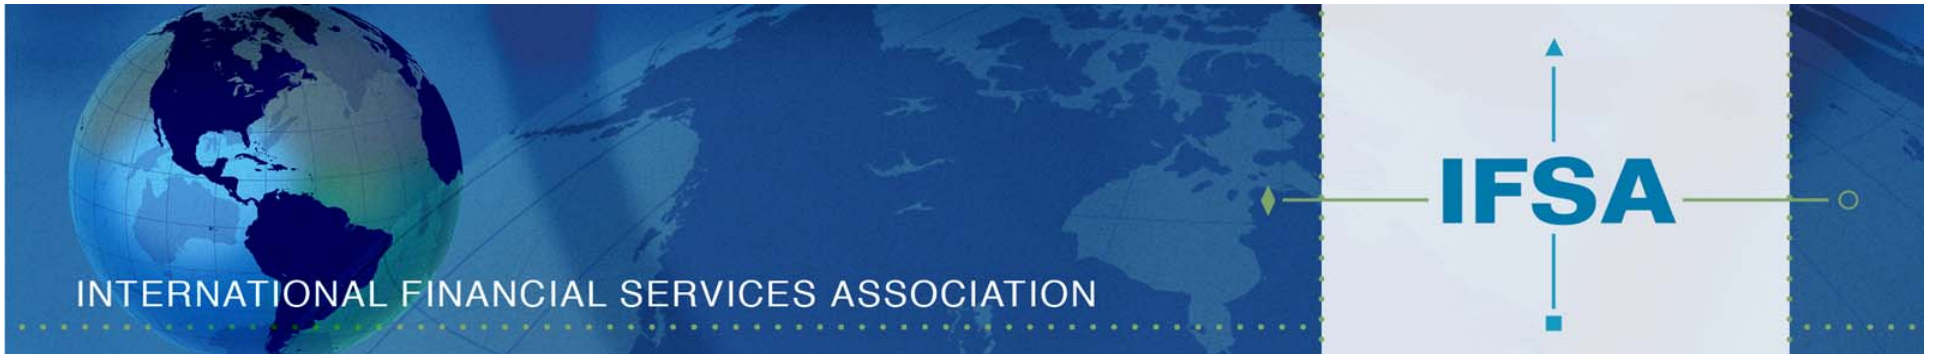 INTERNATIONAL FINANCIAL SERVICES ASSOCIATION
IFSA